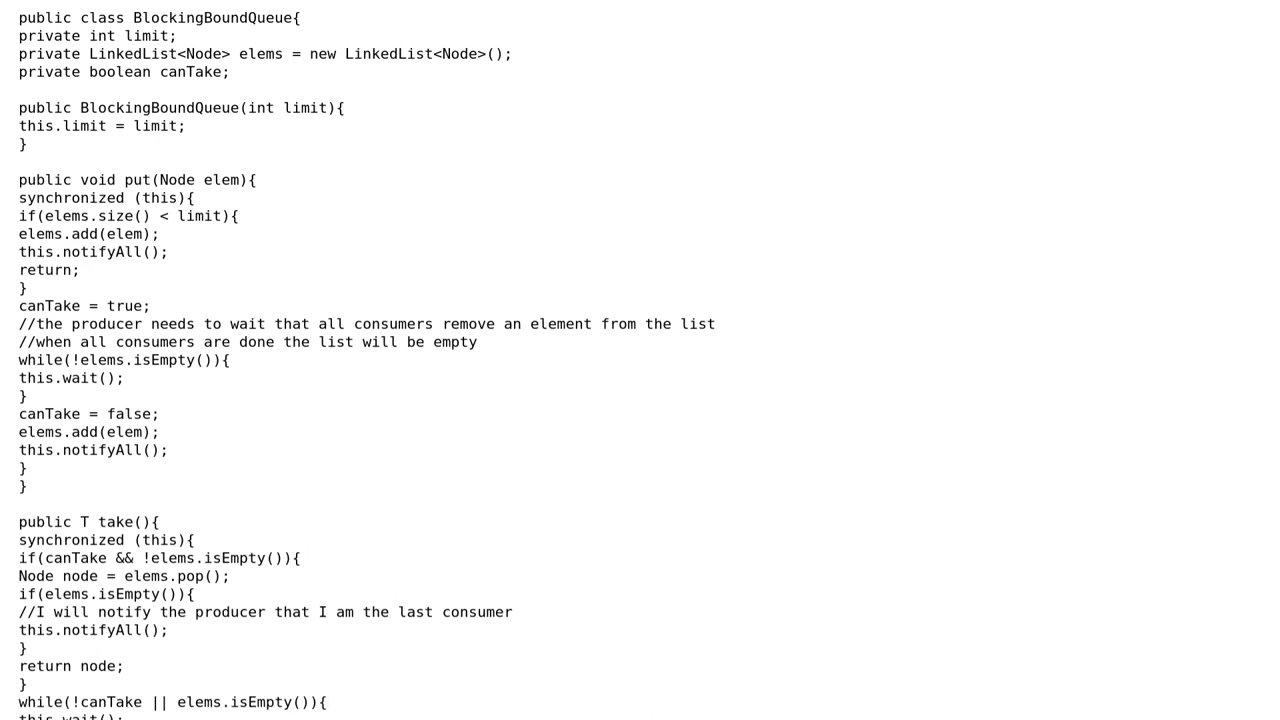 public class BlockingBoundQueue{
private int limit;
private LinkedList<Node> elems = new LinkedList<Node>();
private boolean canTake;

public BlockingBoundQueue(int limit){
this.limit = limit;
}

public void put(Node elem){
synchronized (this){
if(elems.size() < limit){
elems.add(elem);
this.notifyAll();
return;
}
canTake = true;
//the producer needs to wait that all consumers remove an element from the list
//when all consumers are done the list will be empty
while(!elems.isEmpty()){
this.wait();
}
canTake = false;
elems.add(elem);
this.notifyAll();
}
}

public T take(){
synchronized (this){
if(canTake && !elems.isEmpty()){
Node node = elems.pop();
if(elems.isEmpty()){
//I will notify the producer that I am the last consumer
this.notifyAll();
}
return node;
}
while(!canTake || elems.isEmpty()){
this.wait();